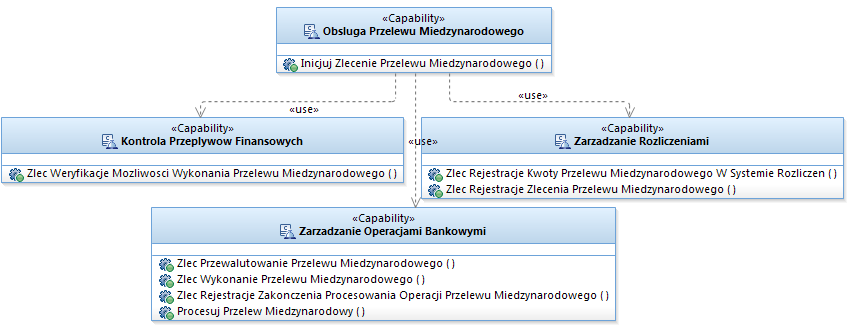 «Capability»
Obsluga Przelewu Miedzynarodowego
Inicjuj Zlecenie Przelewu Miedzynarodowego ( )
«use»
«use»
«use»
«Capability»
Kontrola Przeplywow Finansowych
Zlec Weryfikacje Mozliwosci Wykonania Przelewu Miedzynarodowego ( )
«Capability»
Zarzadzanie Rozliczeniami
Zlec Rejestracje Kwoty Przelewu Miedzynarodowego W Systemie Rozliczen ( )
Zlec Rejestracje Zlecenia Przelewu Miedzynarodowego ( )
«Capability»
Zarzadzanie Operacjami Bankowymi
Zlec Przewalutowanie Przelewu Miedzynarodowego ( )
Zlec Wykonanie Przelewu Miedzynarodowego ( )
Zlec Rejestracje Zakonczenia Procesowania Operacji Przelewu Miedzynarodowego ( )
Procesuj Przelew Miedzynarodowy ( )